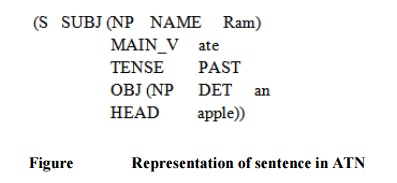 (S SUBJ (NP NAME Ram)
MAIN_V ate
TENSE PAST
OBJ (NP DET an
HEAD apple))
Figure Representation of sentence in ATN